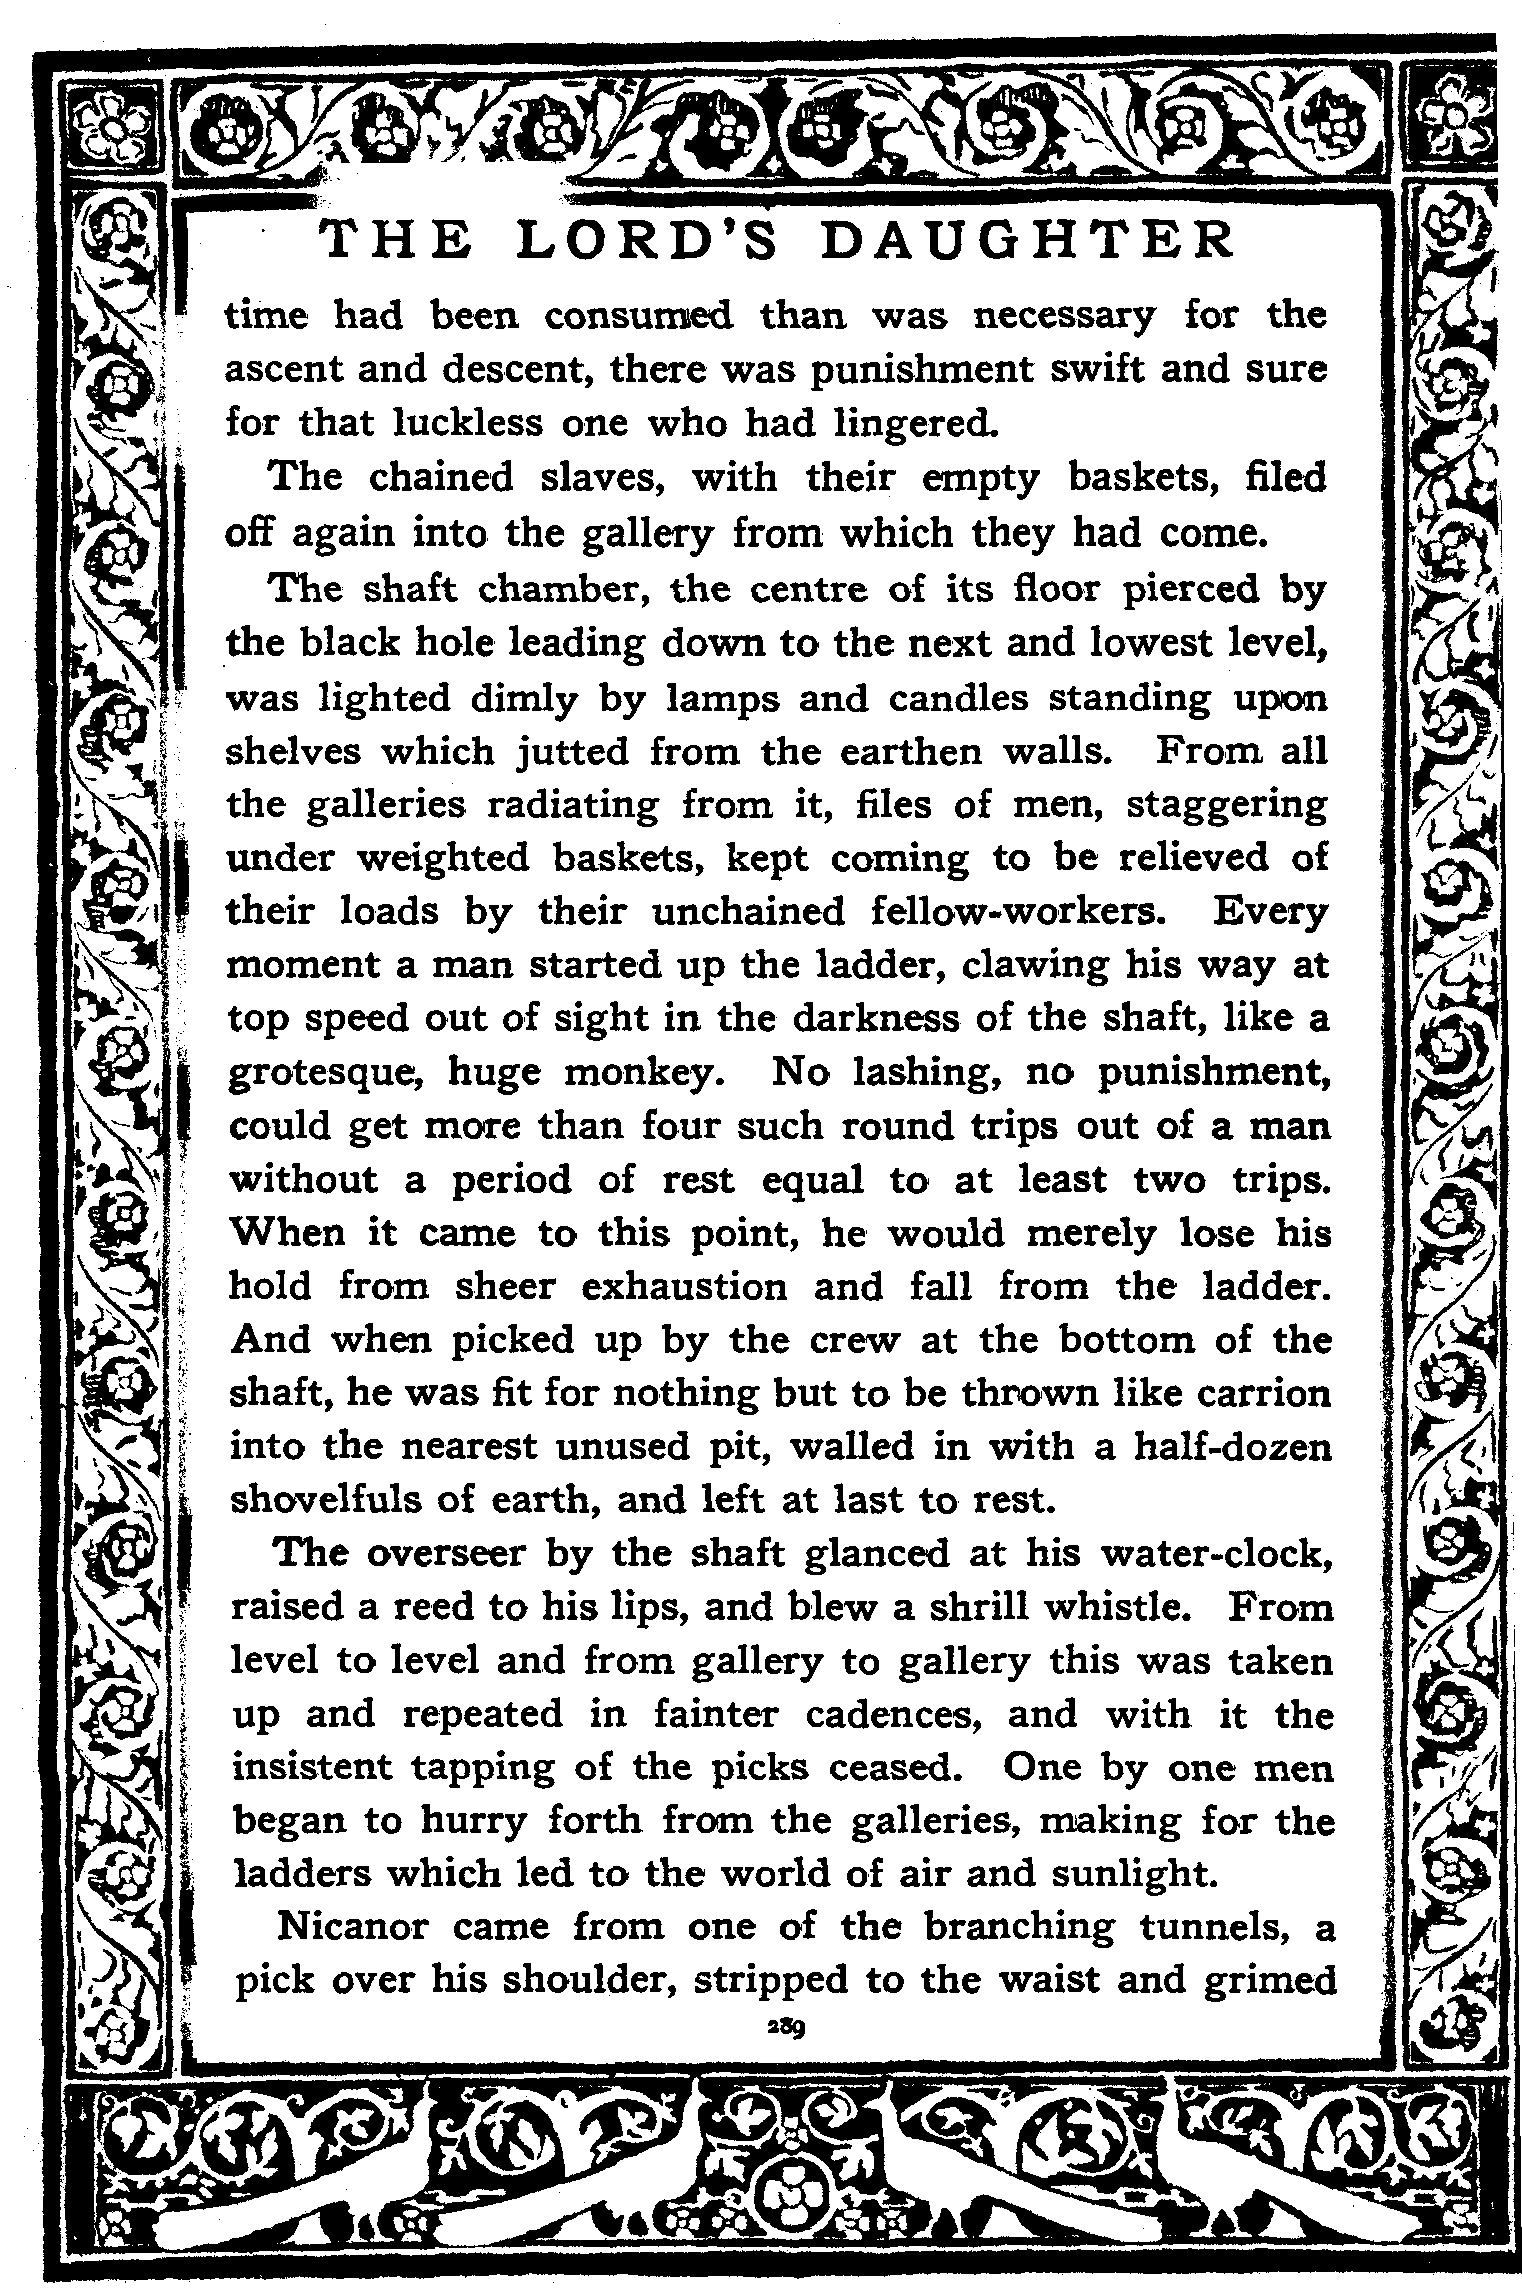 THE LORD'S DAUGHTER
time had been consumed than was necessary for the
ascent and descent, there was punishment swift and sure
for that luckless one who had lingered.
The chained slaves, with their empty baskets, filed
off again into the gallery from which they had come.
The shaft chamber, the centre of its floor pierced by
the black hole leading down to the next and lowest level,
was lighted dimly by lamps and candles standing upon
shelves which jutted from the earthen walls. From all
the galleries radiating from it, files of men, staggering
under weighted baskets, kept coming to be relieved of
their loads by their unchained fellow-workers. Every
moment a man started up the ladder, clawing his way at
top speed out of sight in the darkness of the shaft, like a
grotesque, huge monkey. No lashing, no punishment,
could get more than four such round trips out of a man
without a period of rest equal to at least two trips.
When it came to this point, he would merely lose his
hold from sheer exhaustion and fall from the ladder.
And when picked up by the crew at the bottom of the
shaft, he was fit for nothing but to be thrown like carrion
into the nearest unused pit, walled in with a half-dozen
shovelfuls of earth, and left at last to rest.
The overseer by the shaft glanced at his water-clock,
raised a reed to his lips, and blew a shrill whistle. From
level to level and from gallery to gallery this was taken
up and repeated in fainter cadences, and with it the
insistent tapping of the picks ceased. One by one men
began to hurry forth from the galleries, making for the
ladders which led to the world of air and sunlight.
Nicanor came from one of the branching tunnels, a
pick over his shoulder, stripped to the waist and grimed
289